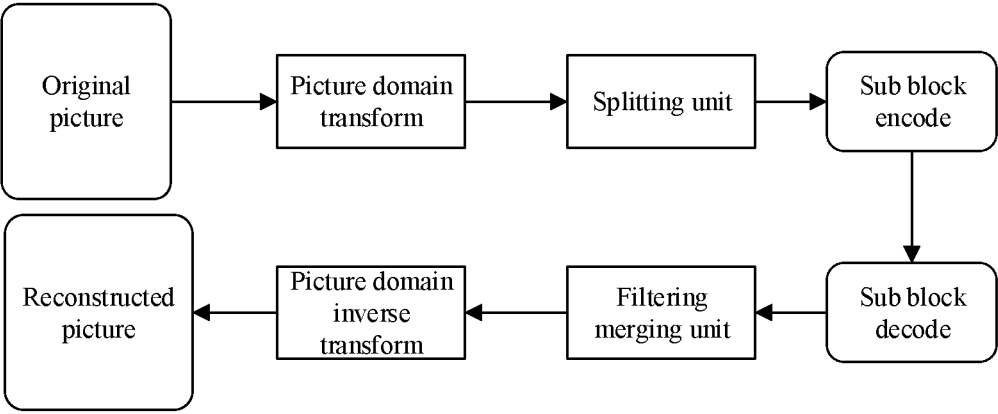 Original
picture
Picture domain
transform
Splitting unit
Sub block
encode
Reconstructed
picture
Picture domain
inverse
transform
Filtering
merging unit
Sub block
decode